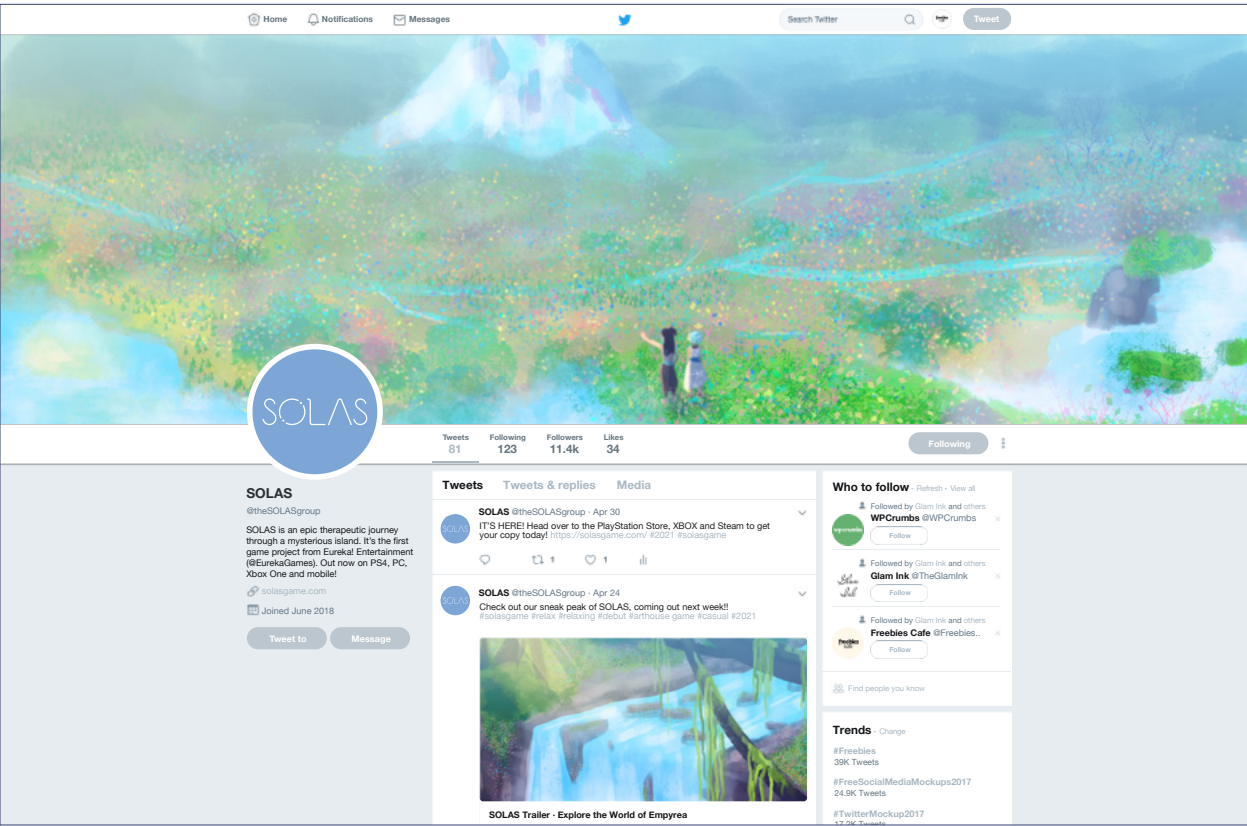 Home
Notifications
Messages
Search Twitter
Tweet
SOLAS
Tweets
81
Following
123
Followers
11.4k
Likes
34
Following
SOLAS
@theSOLASgroup
SOLAS is an epic therapeutic journey
through a mysterious island. It's the first
game project from Eureka! Entertainment
(@EurekaGames). Out now on PS4, PC,
Xbox One and mobile!
solasgame.com
Joined June 2018
Tweet to
Message
Tweets
Tweets & replies
Media
SOLAS
SOLAS @theSOLASgroup · Apr 30
IT'S HERE! Head over to the PlayStation Store, XBOX and Steam to get
your copy today! https://solasgame.com/ #2021 #solasgame
1
1
SOLAS
SOLAS @theSOLASgroup · Apr 24
Check out our sneak peak of SOLAS, coming out next week!!
#solasgame #relax #relaxing #debut #arthouse game #casual #2021
SOLAS Trailer · Explore the World of Empyrea
Who to follow · Refresh · View all
Followed by Glam Ink and others
wpcrumbs
WPCrumbs @WPCrumbs
Follow
Followed by Glam Ink and others
Glam Ink
Glam Ink @TheGlamInk
Follow
Followed by Glam Ink and others
Freebies
Freebies Cafe @Freebies..
Follow
Find people you know
Trends · Change
#Freebies
39K Tweets
#FreeSocialMediaMockups2017
24.9K Tweets
#TwitterMockup2017
17.2K Tweets